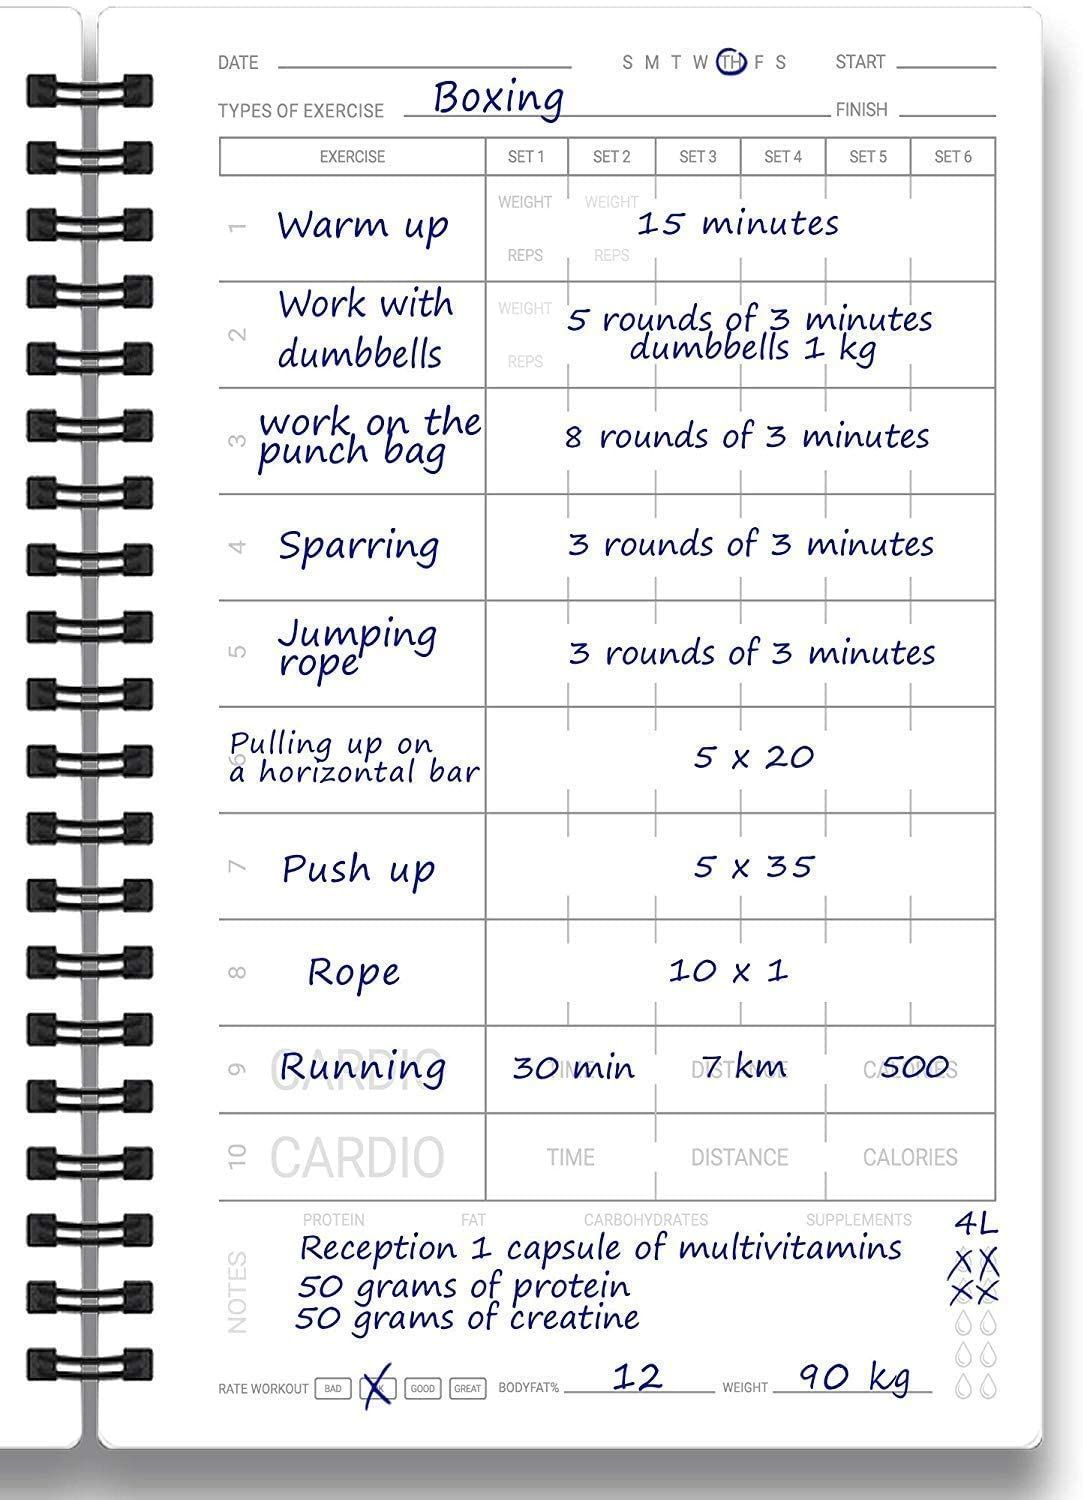 DATE S M T W TH F S START
TYPES OF EXERCISE Boxing FINISH
EXERCISE SET 1 SET 2 SET 3 SET 4 SET 5 SET 6
WEIGHT WEIGHT
1 Warm up 15 minutes
REPS REPS
2 Work with WEIGHT 5 rounds of 3 minutes
dumbbells REPS dumbbells 1 kg
3 work on the 8 rounds of 3 minutes
punch bag
4 Sparring 3 rounds of 3 minutes
5 Jumping 3 rounds of 3 minutes
rope
6 Pulling up on 5 x 20
a horizontal bar
7 Push up 5 x 35
8 Rope 10 x 1
9 CARDIO Running TIME 30 min DISTANCE 7 km CALORIES 500
10 CARDIO TIME DISTANCE CALORIES
PROTEIN FAT CARBOHYDRATES SUPPLEMENTS 4L
NOTES Reception 1 capsule of multivitamins X X
50 grams of protein X X
50 grams of creatine
RATE WORKOUT BAD X GOOD GREAT BODYFAT% 12 WEIGHT 90 kg